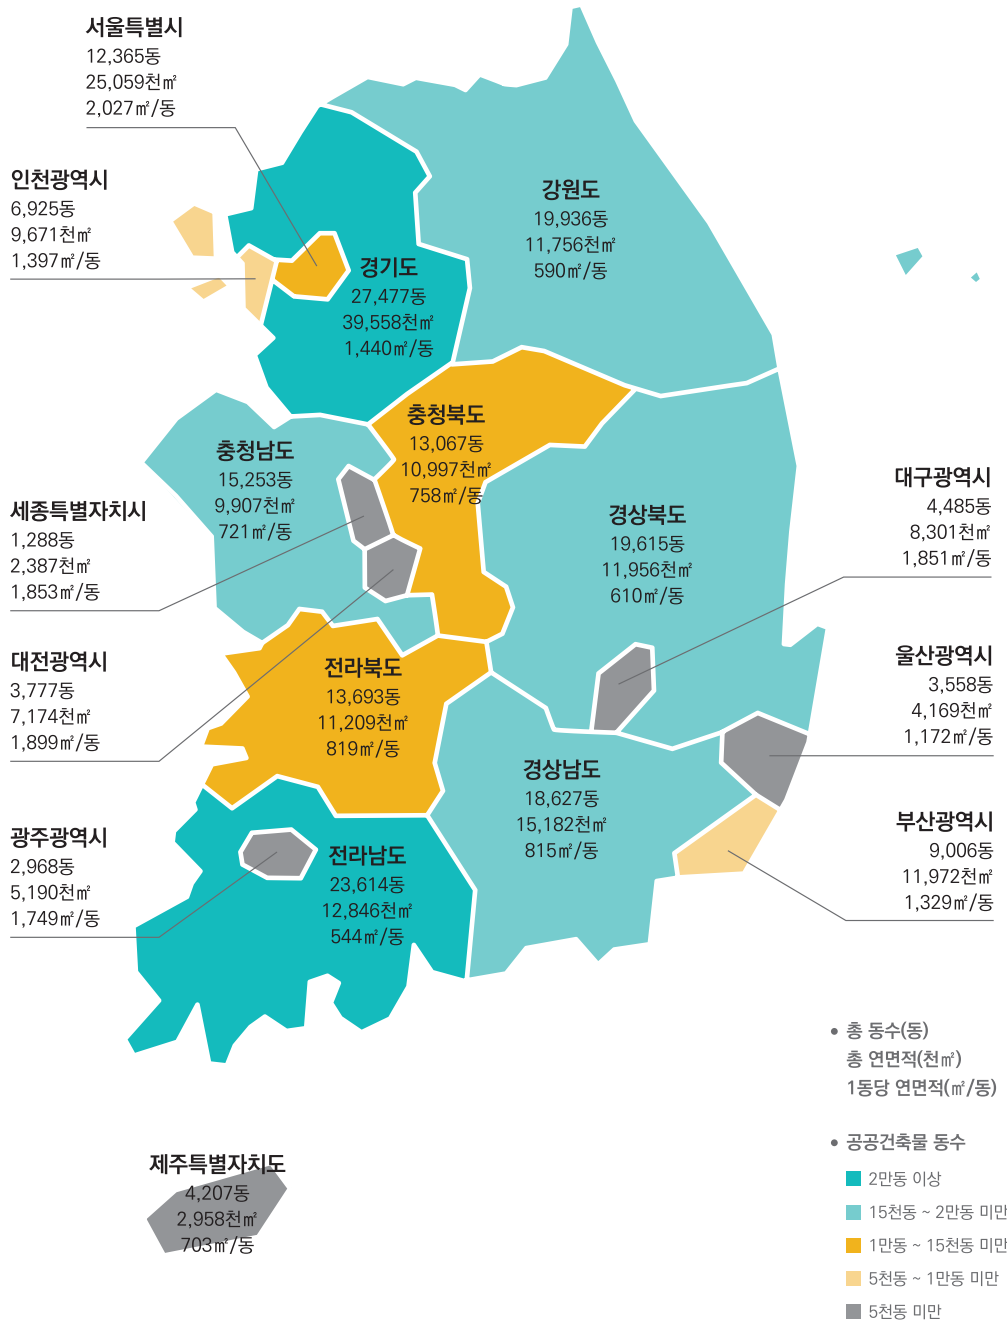 서울특별시
12,365동
25,059천㎡
2,027㎡/동
인천광역시
6,925동
9,671천㎡
1,397㎡/동
강원도
19,936동
11,756천㎡
590㎡/동
경기도
27,477동
39,558천㎡
1,440㎡/동
충청북도
13,067동
10,997천㎡
758㎡/동
충청남도
15,253동
9,907천㎡
721㎡/동
세종특별자치시
1,288동
2,387천㎡
1,853㎡/동
대구광역시
4,485동
8,301천㎡
1,851㎡/동
경상북도
19,615동
11,956천㎡
610㎡/동
대전광역시
3,777동
7,174천㎡
1,899㎡/동
전라북도
13,693동
11,209천㎡
819㎡/동
울산광역시
3,558동
4,169천㎡
1,172㎡/동
경상남도
18,627동
15,182천㎡
815㎡/동
부산광역시
9,006동
11,972천㎡
1,329㎡/동
광주광역시
2,968동
5,190천㎡
1,749㎡/동
전라남도
23,614동
12,846천㎡
544㎡/동
제주특별자치도
4,207동
2,958천㎡
703㎡/동
● 총 동수(동)
총 연면적(천㎡)
1동당 연면적(㎡/동)
● 공공건축물 동수
2만동 이상
15천동 ~ 2만동 미만
1만동 ~ 15천동 미만
5천동 ~ 1만동 미만
5천동 미만